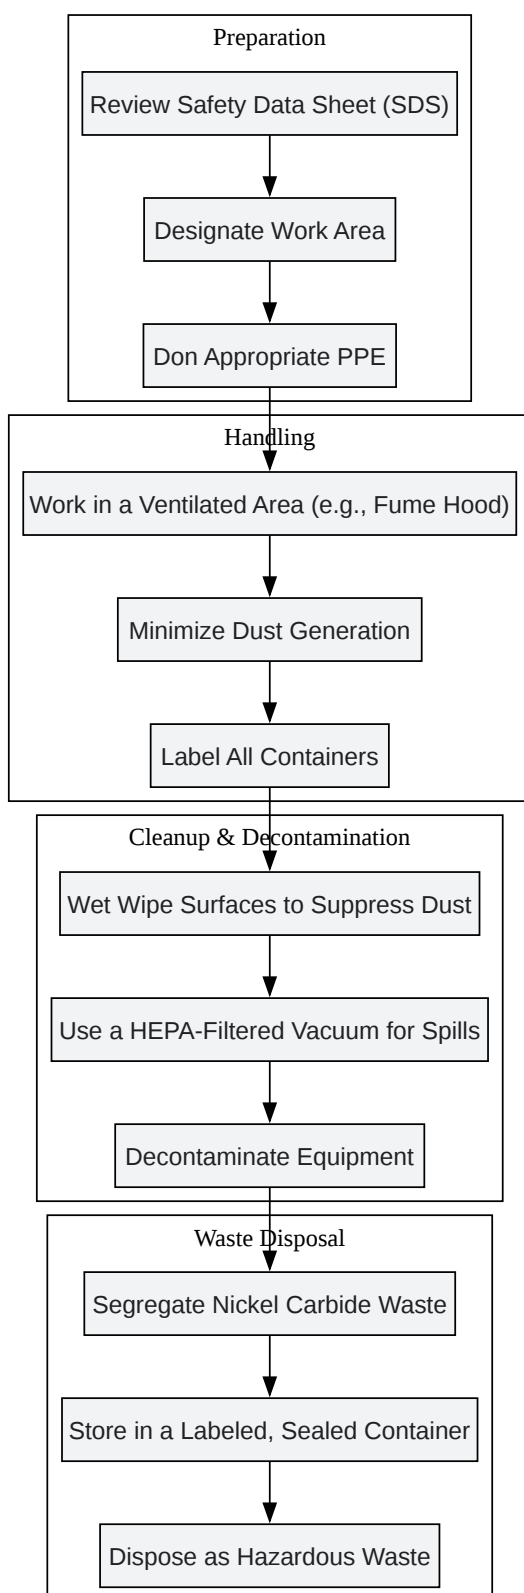 Preparation
Review Safety Data Sheet (SDS)
Designate Work Area
Don Appropriate PPE
Handling
Work in a Ventilated Area (e.g., Fume Hood)
Minimize Dust Generation
Label All Containers
Cleanup & Decontamination
Wet Wipe Surfaces to Suppress Dust
Use a HEPA-Filtered Vacuum for Spills
Decontaminate Equipment
Waste Disposal
Segregate Nickel Carbide Waste
Store in a Labeled, Sealed Container
Dispose as Hazardous Waste